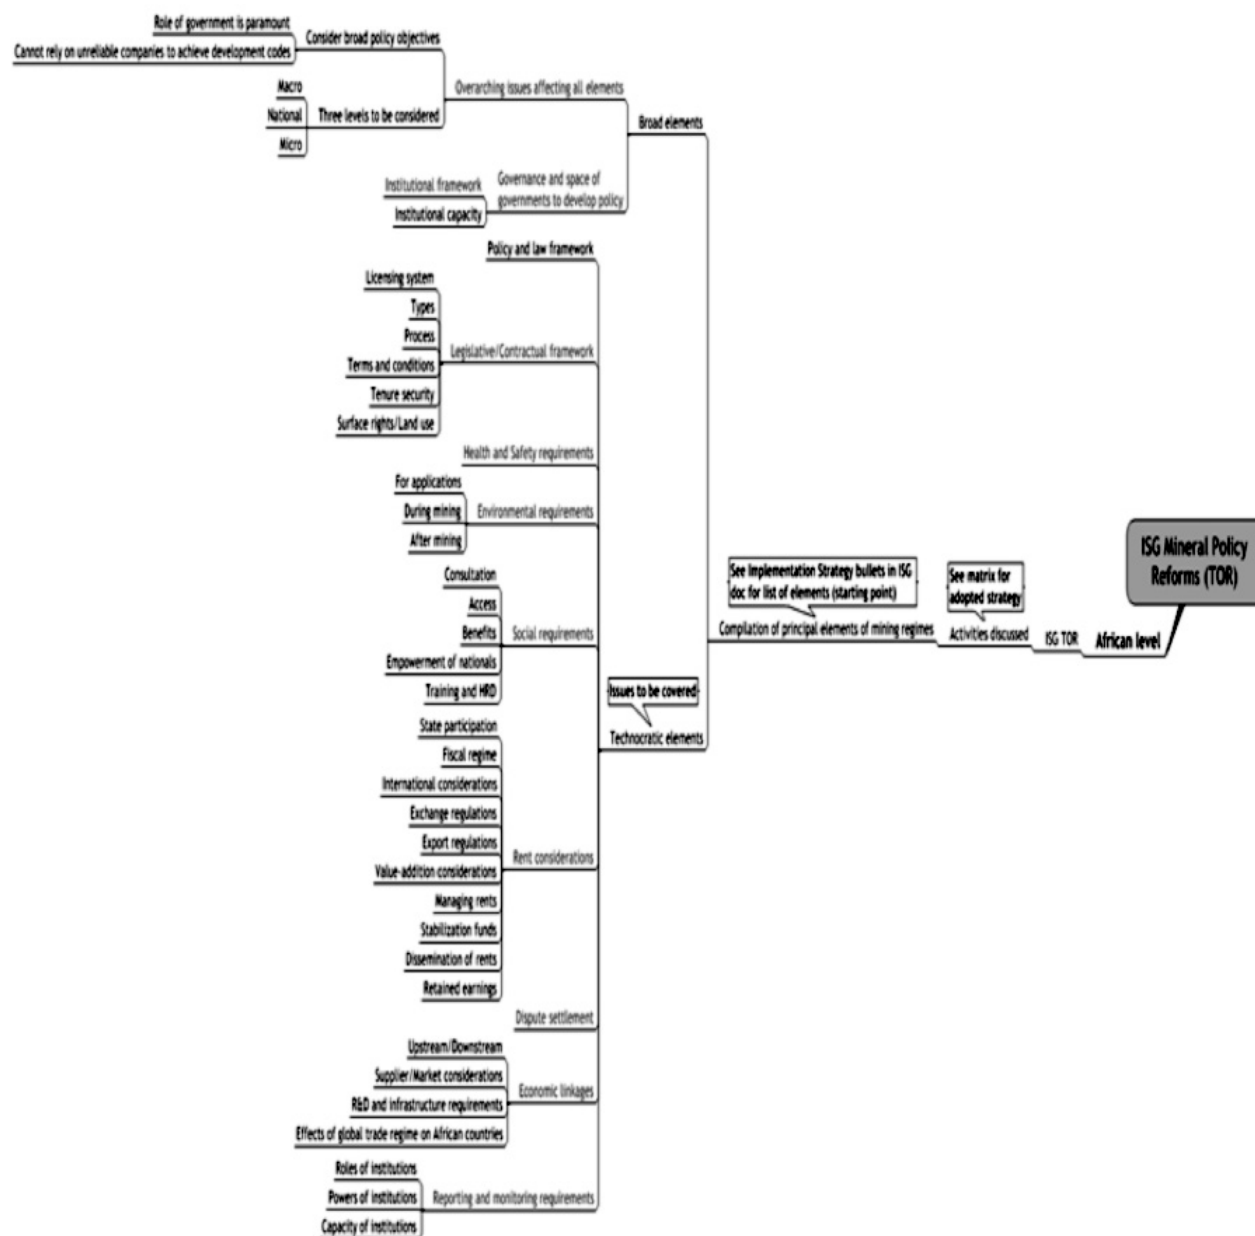 Role of government is paramount
Cannot rely on unreliable companies to achieve development codes
Consider broad policy objectives
Macro
National
Micro
Three levels to be considered
Overarching issues affecting all elements
Institutional framework
Institutional capacity
Governance and space of
governments to develop policy
Broad elements
Policy and law framework
Licensing system
Types
Process
Terms and conditions
Tenure security
Surface rights/Land use
Legislative/Contractual framework
Health and Safety requirements
For applications
During mining
After mining
Environmental requirements
Consultation
Access
Benefits
Empowerment of nationals
Training and HRD
Social requirements
State participation
Fiscal regime
International considerations
Exchange regulations
Export regulations
Value-addition considerations
Managing rents
Stabilization funds
Dissemination of rents
Retained earnings
Rent considerations
Dispute settlement
Upstream/Downstream
Supplier/Market considerations
R&D and infrastructure requirements
Effects of global trade regime on African countries
Economic linkages
Roles of institutions
Powers of institutions
Capacity of institutions
Reporting and monitoring requirements
Issues to be covered
Technocratic elements
See Implementation Strategy bullets in ISG
doc for list of elements (starting point)
Compilation of principal elements of mining regimes
See matrix for
adopted strategy
Activities discussed
ISG TOR
African level
ISG Mineral Policy
Reforms (TOR)